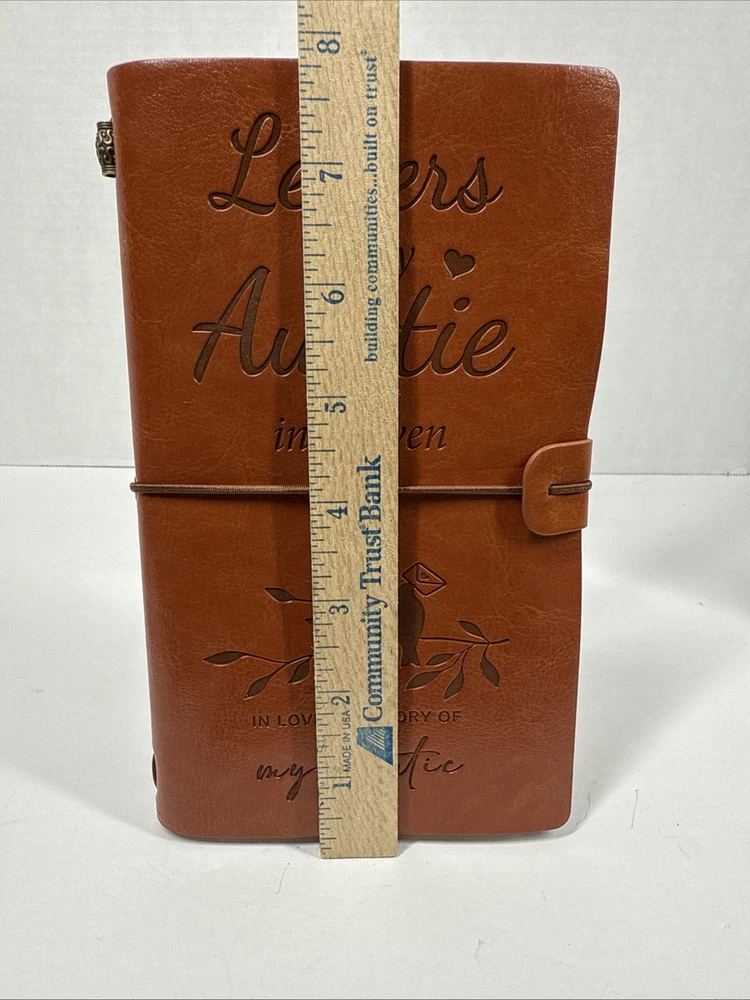 Le ers
y
Au tie
in ven
IN LOV ORY OF
my tie
8
7
6
5
4
3
2
1
building communities...built on trust®
Community Trust® Bank
MADE IN USA